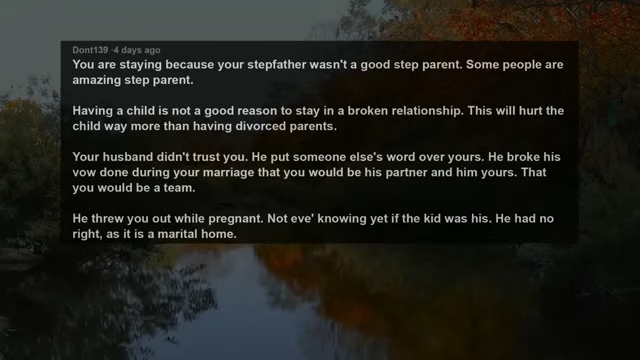 Dont139 ·4 days ago
You are staying because your stepfather wasn't a good step parent. Some people are
amazing step parent.
Having a child is not a good reason to stay in a broken relationship. This will hurt the
child way more than having divorced parents.
Your husband didn't trust you. He put someone else's word over yours. He broke his
vow done during your marriage that you would be his partner and him yours. That
you would be a team.
He threw you out while pregnant. Not eve' knowing yet if the kid was his. He had no
right, as it is a marital home.